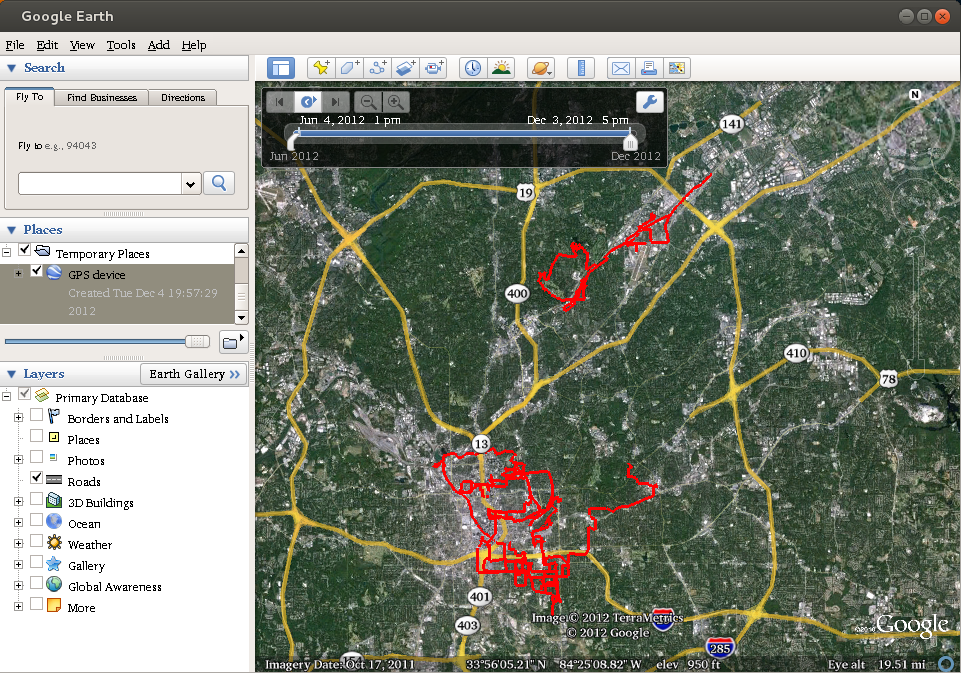 Google Earth
File Edit View Tools Add Help
Search
Fly To Find Businesses Directions
Fly to e.g., 94043
Places
Temporary Places
GPS device
Created Tue Dec 4 19:57:29
2012
Layers Earth Gallery »
Primary Database
Borders and Labels
Places
Photos
Roads
3D Buildings
Ocean
Weather
Gallery
Global Awareness
More
Jun 4, 2012 1 pm Dec 3, 2012 5 pm
Jun 2012 Dec 2012
N
141
19
400
410
78
13
401
403
285
Image © 2012 TerraMetrics
© 2012 Google
©2010 Google
Imagery Date: Oct 17, 2011 33°56'05.21" N 84°25'08.82" W elev 950 ft Eye alt 19.51 mi